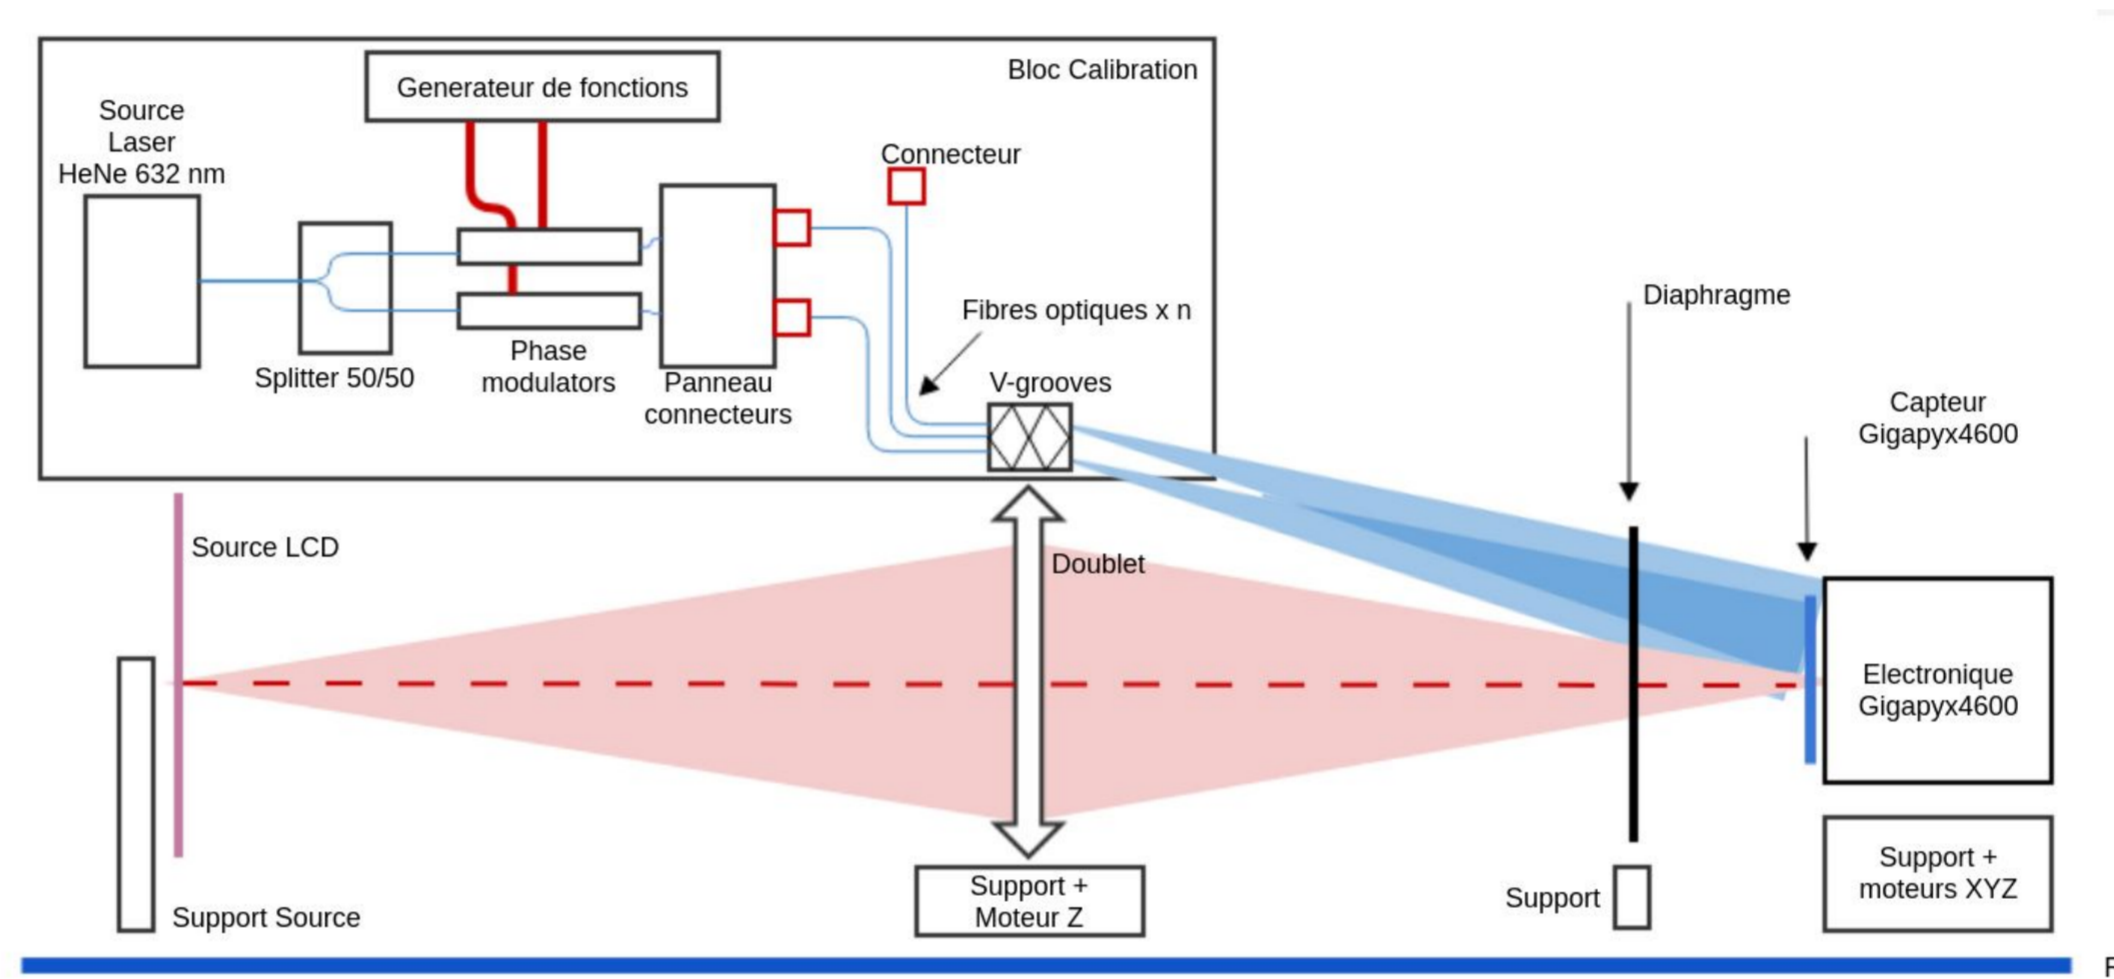 Generateur de fonctions
Bloc Calibration
Source
Laser
HeNe 632 nm
Connecteur
Fibres optiques x n
Diaphragme
Phase
modulators
Splitter 50/50
Panneau
connecteurs
V-grooves
Capteur
Gigapyx4600
Source LCD
Doublet
Electronique
Gigapyx4600
Support Source
Support +
Moteur Z
Support
Support +
moteurs XYZ